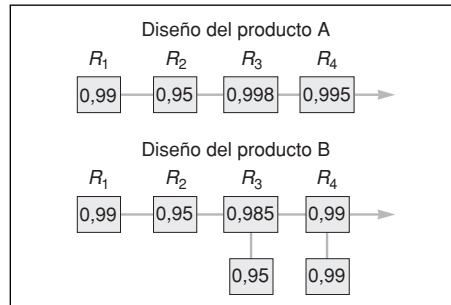 Diseño del producto A
R1 R2 R3 R4
0,99 0,95 0,998 0,995
Diseño del producto B
R1 R2 R3 R4
0,99 0,95 0,985 0,99
0,95 0,99